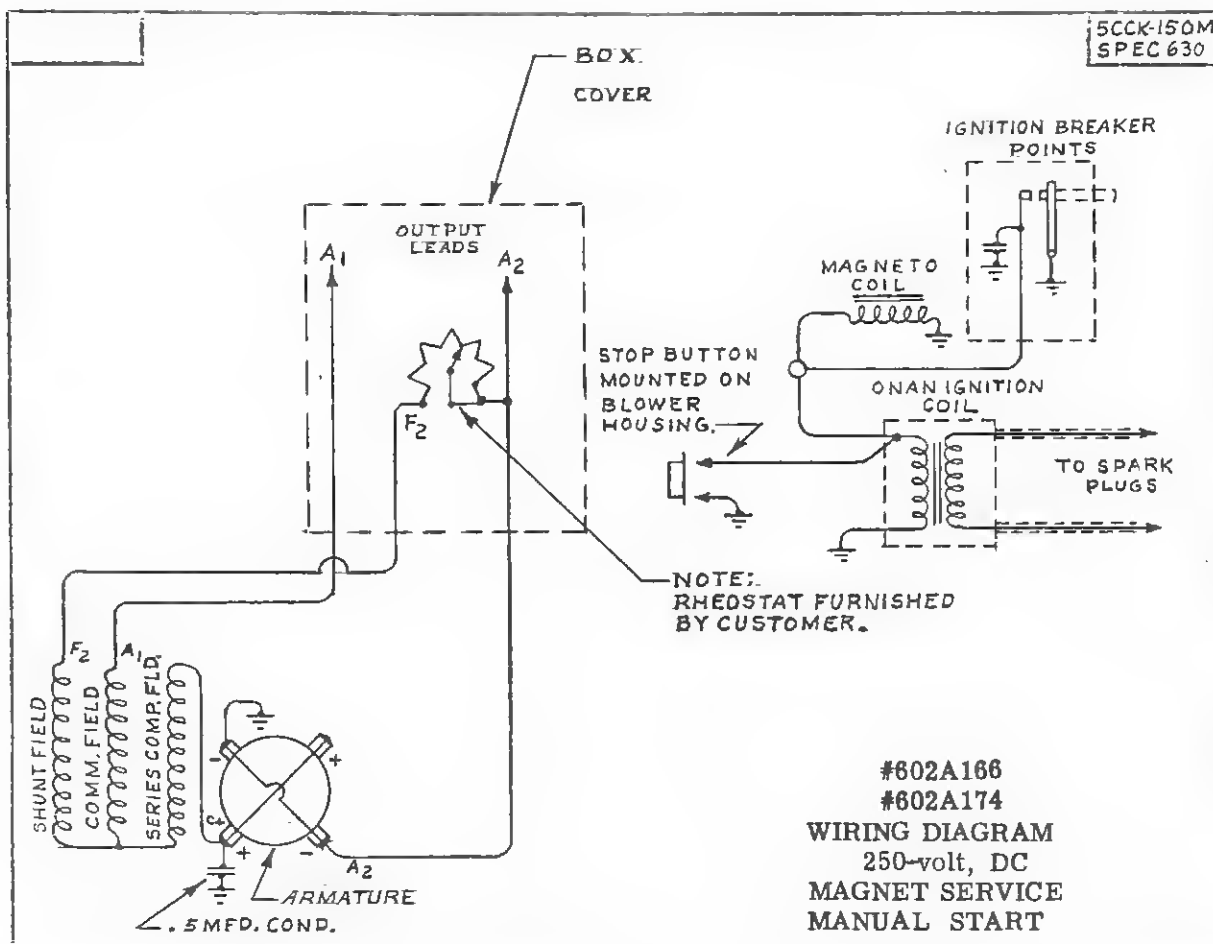 5CCK-150M
SPEC 630
BOX
COVER
IGNITION BREAKER
POINTS
OUTPUT
LEADS
A1
A2
MAGNETO
COIL
STOP BUTTON
MOUNTED ON
BLOWER
HOUSING.
ONAN IGNITION
COIL
F2
TO SPARK
PLUGS
NOTE:
RHEOSTAT FURNISHED
BY CUSTOMER.
F2
A1
SHUNT FIELD
COMM. FIELD
SERIES COMP. FLD.
-
+
C+
+
-
A2
ARMATURE
.5 MFD. COND.
#602A166
#602A174
WIRING DIAGRAM
250-volt, DC
MAGNET SERVICE
MANUAL START